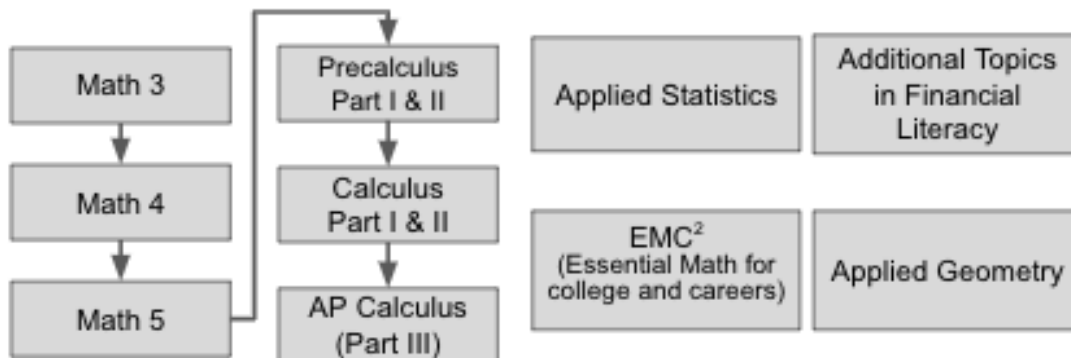 Math 3
Math 4
Math 5
Precalculus
Part I & II
Calculus
Part I & II
AP Calculus
(Part III)
Applied Statistics
Additional Topics
in Financial
Literacy
EMC²
(Essential Math for
college and careers)
Applied Geometry